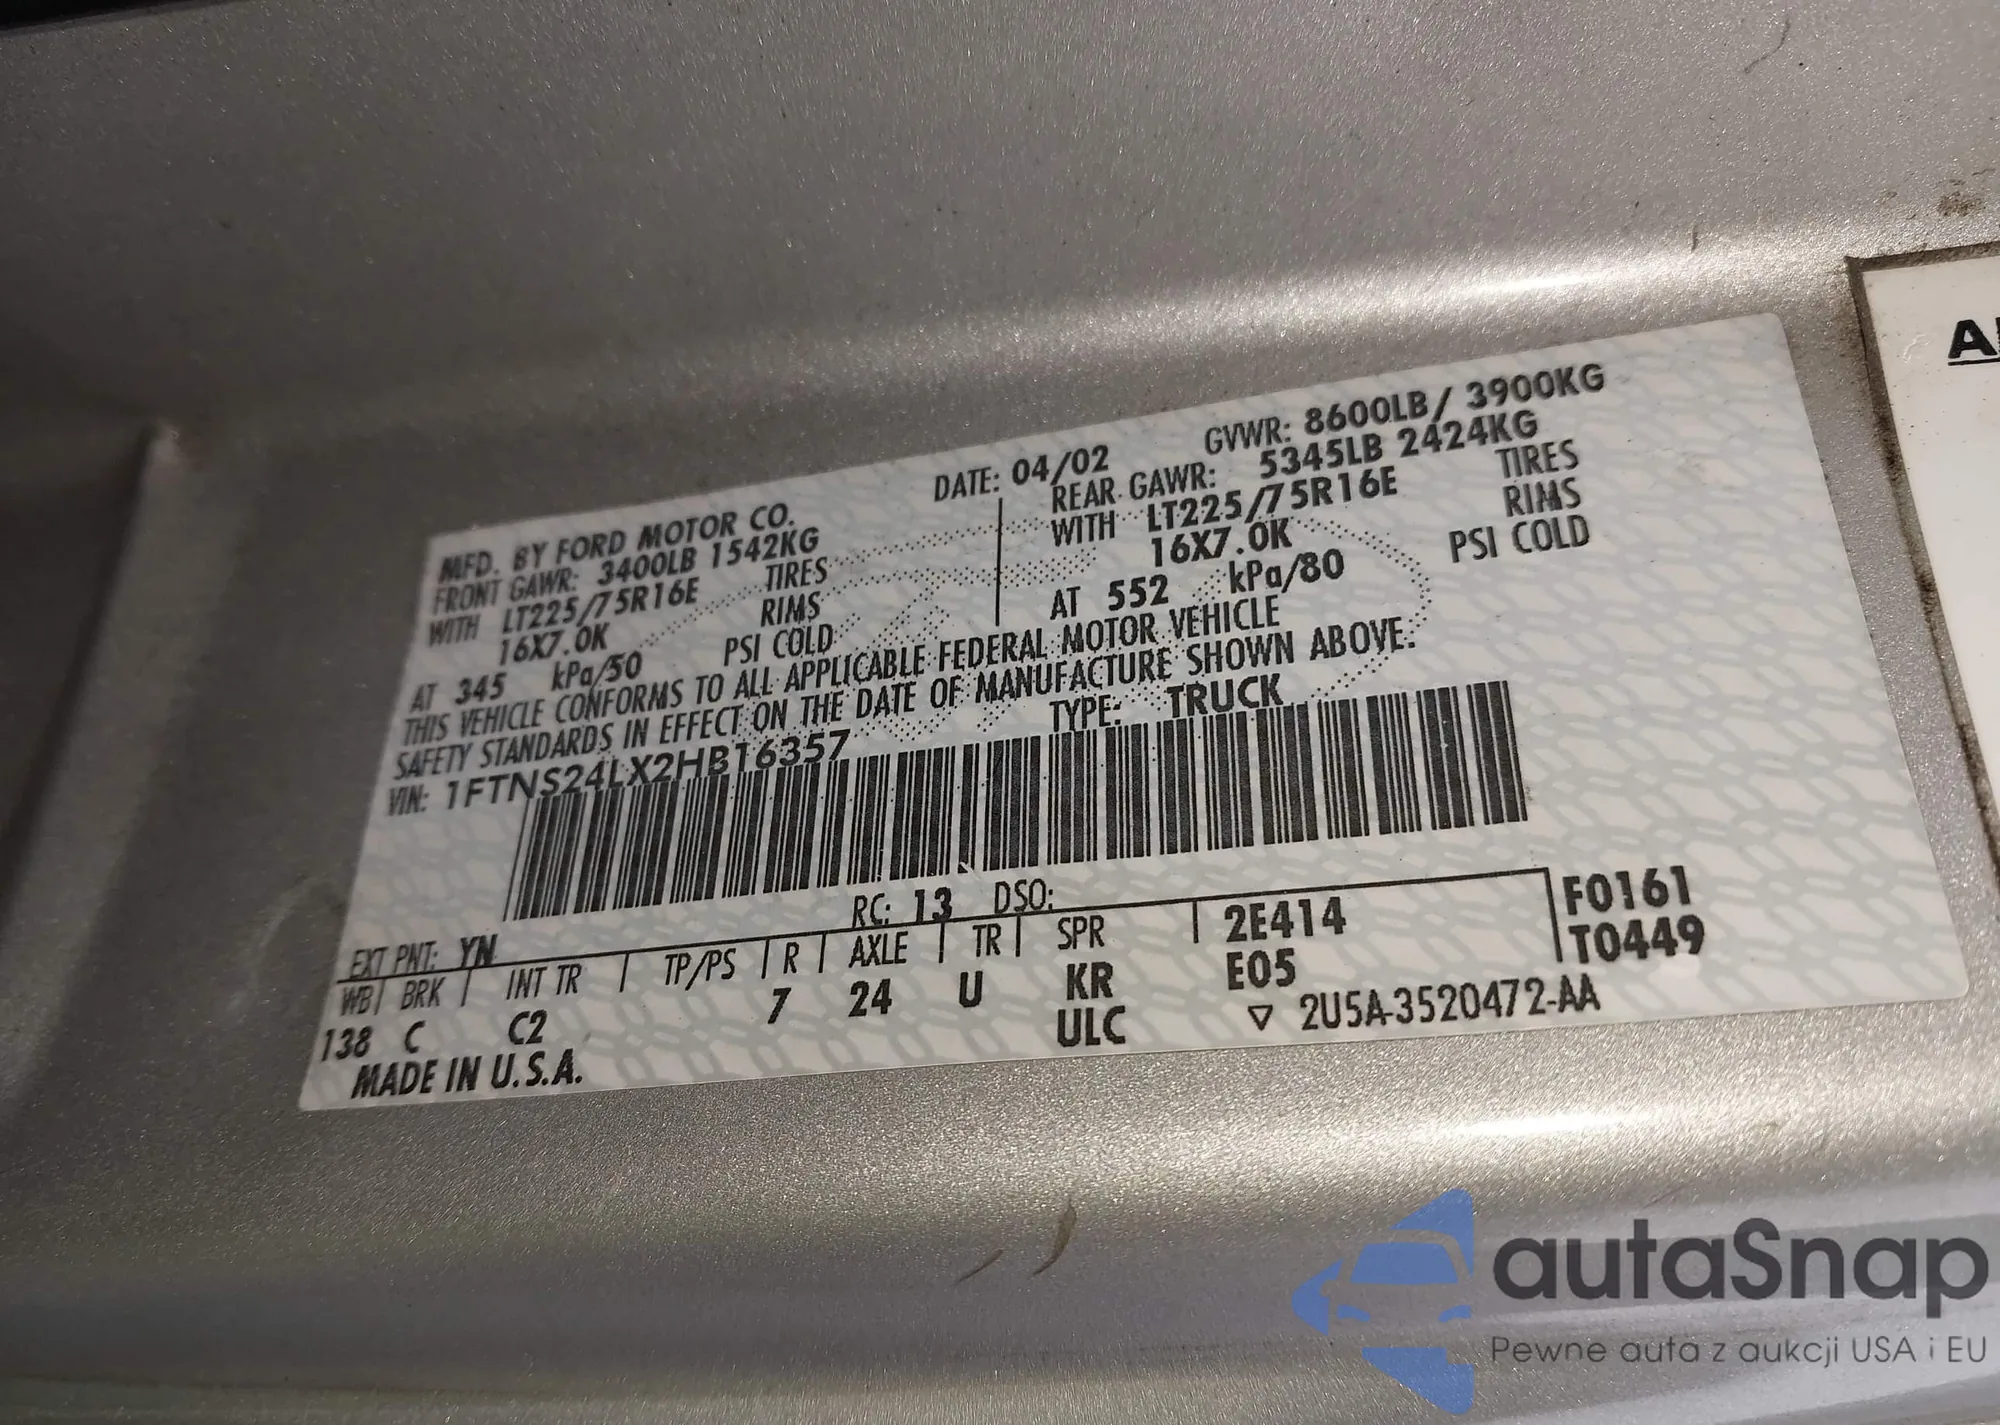 DATE: 04/02 GVWR: 8600LB/ 3900KG
MFD. BY FORD MOTOR CO. REAR GAWR: 5345LB 2424KG
FRONT GAWR: 3400LB 1542KG WITH LT225/75R16E TIRES
WITH LT225/75R16E TIRES 16X7.0K RIMS
16X7.0K RIMS AT 552 kPa/80 PSI COLD
AT 345 kPa/50 PSI COLD
THIS VEHICLE CONFORMS TO ALL APPLICABLE FEDERAL MOTOR VEHICLE
SAFETY STANDARDS IN EFFECT ON THE DATE OF MANUFACTURE SHOWN ABOVE.
VIN: 1FTNS24LX2HB16357 TYPE: TRUCK
EXT PNT: YN RC: 13 DSO: F0161
WB BRK INT TR TP/PS R AXLE TR SPR 2E414 T0449
138 C C2 7 24 U KR E05
ULC ▽ 2U5A-3520472-AA
MADE IN U.S.A.
autaSnap
Pewne auta z aukcji USA i EU